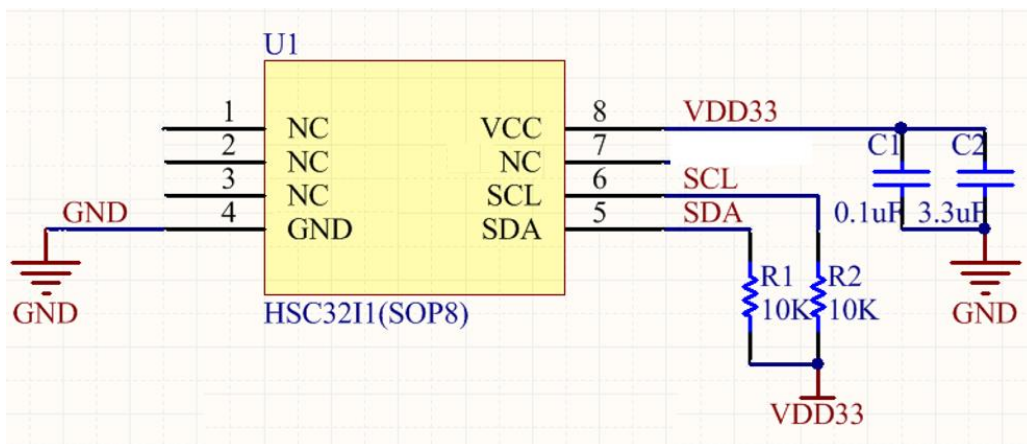 U1
1 NC VCC 8 VDD33
2 NC NC 7
3 NC SCL 6 SCL
GND 4 GND SDA 5 SDA
C1 C2
0.1uF 3.3uF
R1 R2
10K 10K
GND HSC32I1(SOP8) GND
VDD33